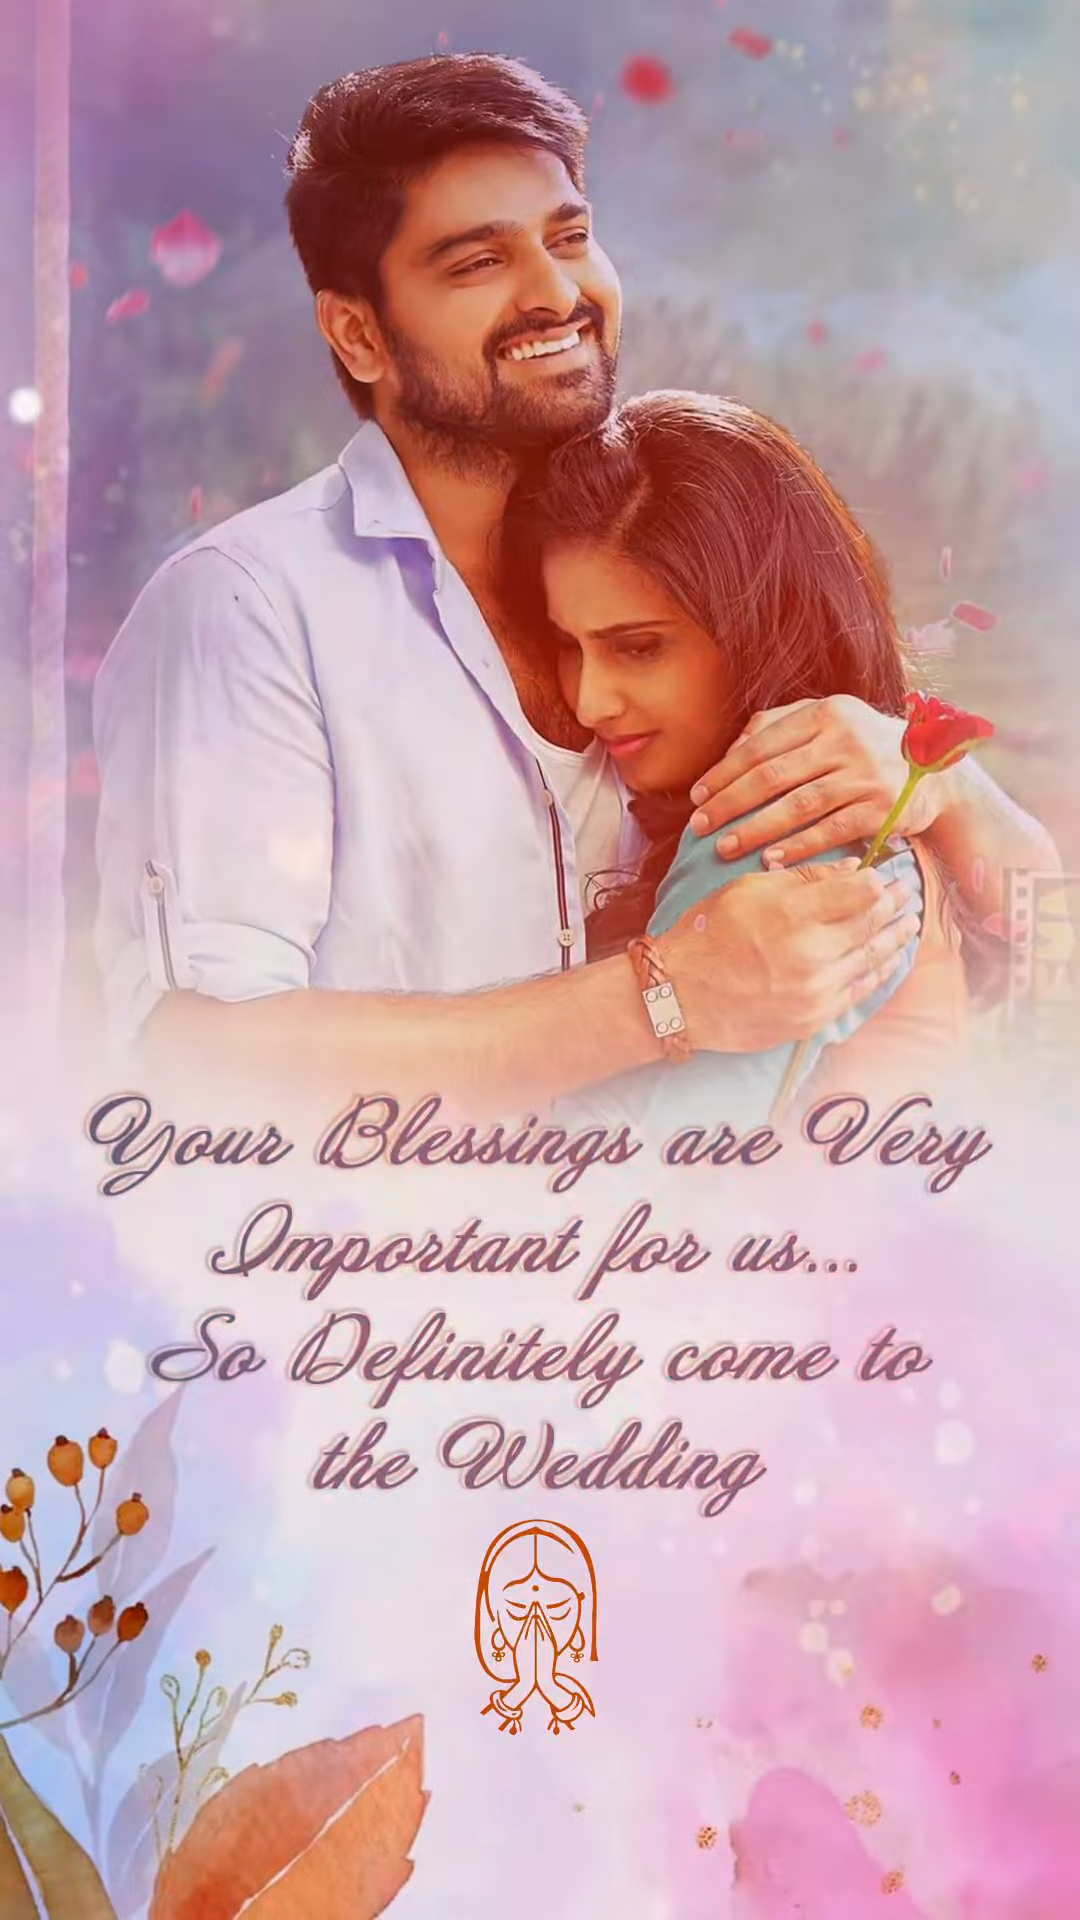 Your Blessings are Very
Important for us...
So Definitely come to
the Wedding